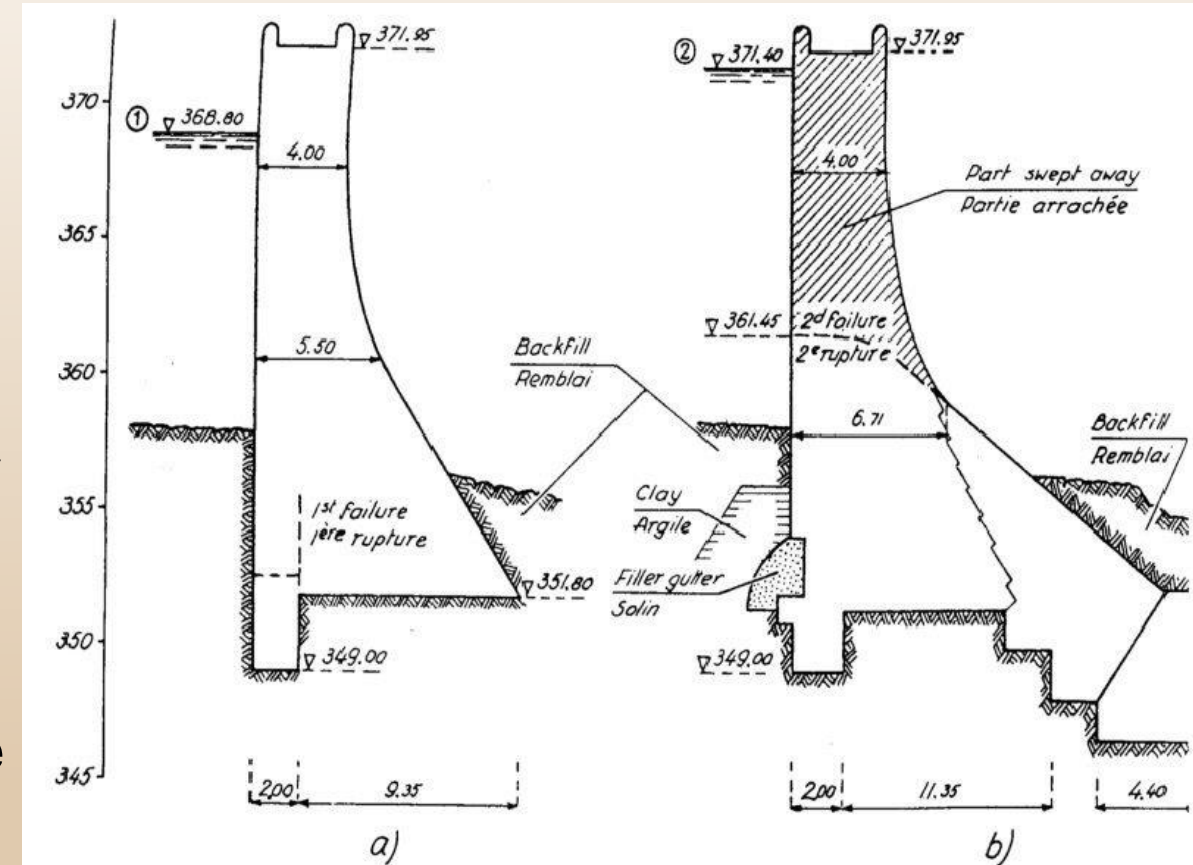 370
365
360
355
350
345
① 368.80
371.95
4.00
5.50
Backfill
Remblai
1st failure
1ère rupture
351.80
349.00
2,00
9.35
a)
② 371.40
371.95
4.00
Part swept away
Partie arrachée
361.45
2d failure
2e rupture
6.71
Backfill
Remblai
Clay
Argile
Filler gutter
Solin
349.00
2,00
11.35
4.40
b)
e